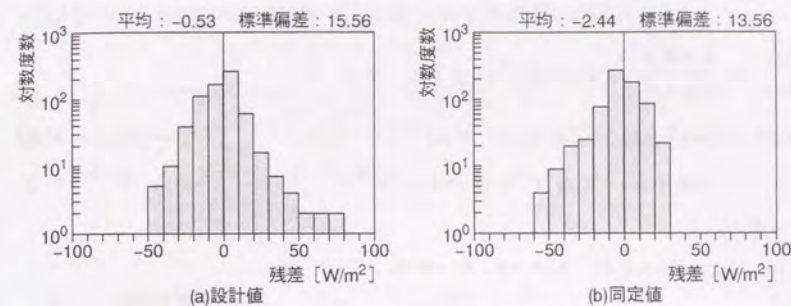 平均：−0.53　標準偏差：15.56
対数度数
10³
10²
10¹
10⁰
−100
−50
0
50
100
残差［W/m²］
(a)設計値
平均：−2.44　標準偏差：13.56
対数度数
10³
10²
10¹
10⁰
−100
−50
0
50
100
残差［W/m²］
(b)同定値